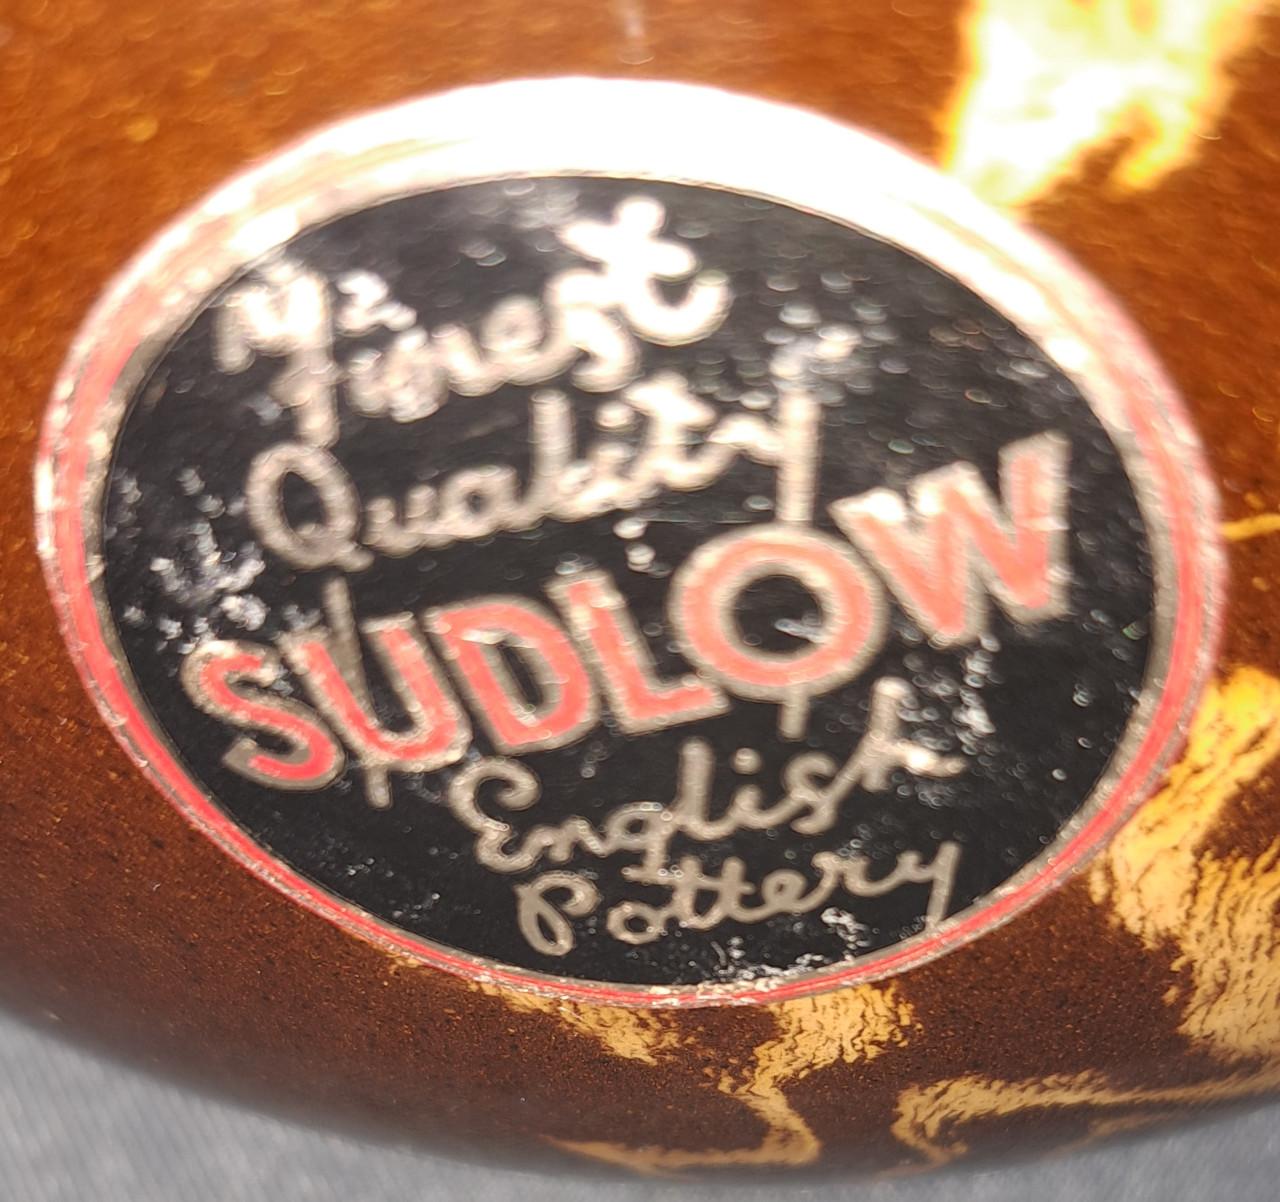 Finest
Quality
SUDLOW
English
Pottery